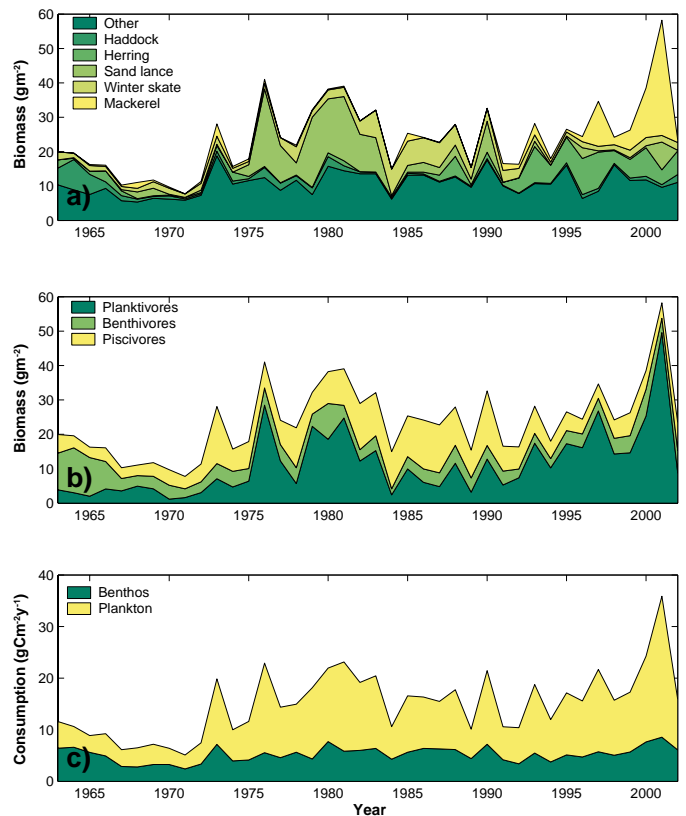 60
50
40
30
20
10
0
Biomass (gm-2)
Other
Haddock
Herring
Sand lance
Winter skate
Mackerel
a)
1965 1970 1975 1980 1985 1990 1995 2000
60
50
40
30
20
10
0
Biomass (gm-2)
Planktivores
Benthivores
Piscivores
b)
1965 1970 1975 1980 1985 1990 1995 2000
40
30
20
10
0
Consumption (gCm-2y-1)
Benthos
Plankton
c)
1965 1970 1975 1980 1985 1990 1995 2000
Year